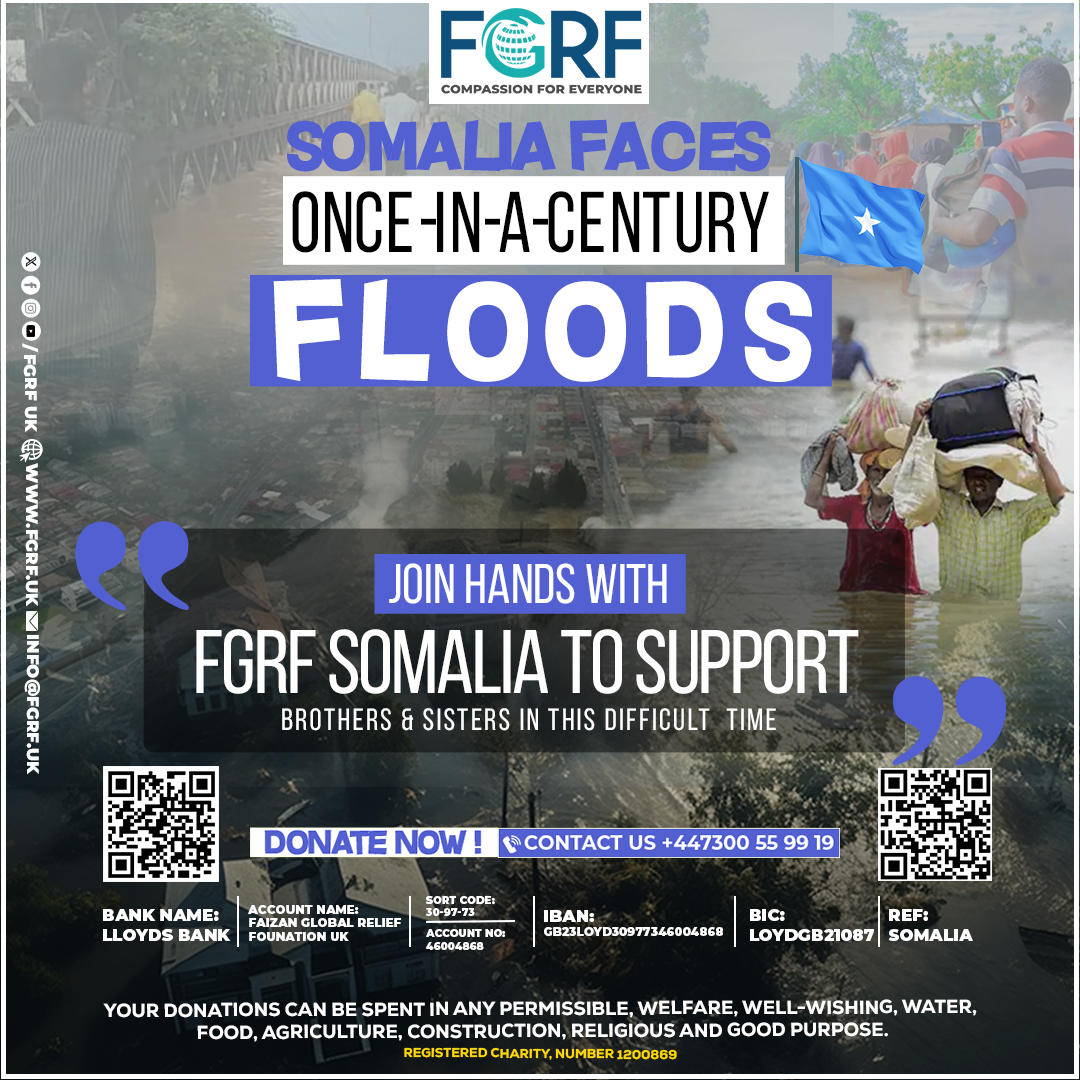 FGRF
COMPASSION FOR EVERYONE
SOMALIA FACES
ONCE-IN-A-CENTURY
FLOODS
/ FGRF UK WWW.FGRF.UK INFO@FGRF.UK
JOIN HANDS WITH
FGRF SOMALIA TO SUPPORT
BROTHERS & SISTERS IN THIS DIFFICULT TIME
DONATE NOW !
CONTACT US +447300 55 99 19
BANK NAME:
LLOYDS BANK
ACCOUNT NAME:
FAIZAN GLOBAL RELIEF
FOUNATION UK
SORT CODE:
30-97-73
ACCOUNT NO:
46004868
IBAN:
GB23LOYD30977346004868
BIC:
LOYDGB21087
REF:
SOMALIA
YOUR DONATIONS CAN BE SPENT IN ANY PERMISSIBLE, WELFARE, WELL-WISHING, WATER,
FOOD, AGRICULTURE, CONSTRUCTION, RELIGIOUS AND GOOD PURPOSE.
REGISTERED CHARITY, NUMBER 1200869